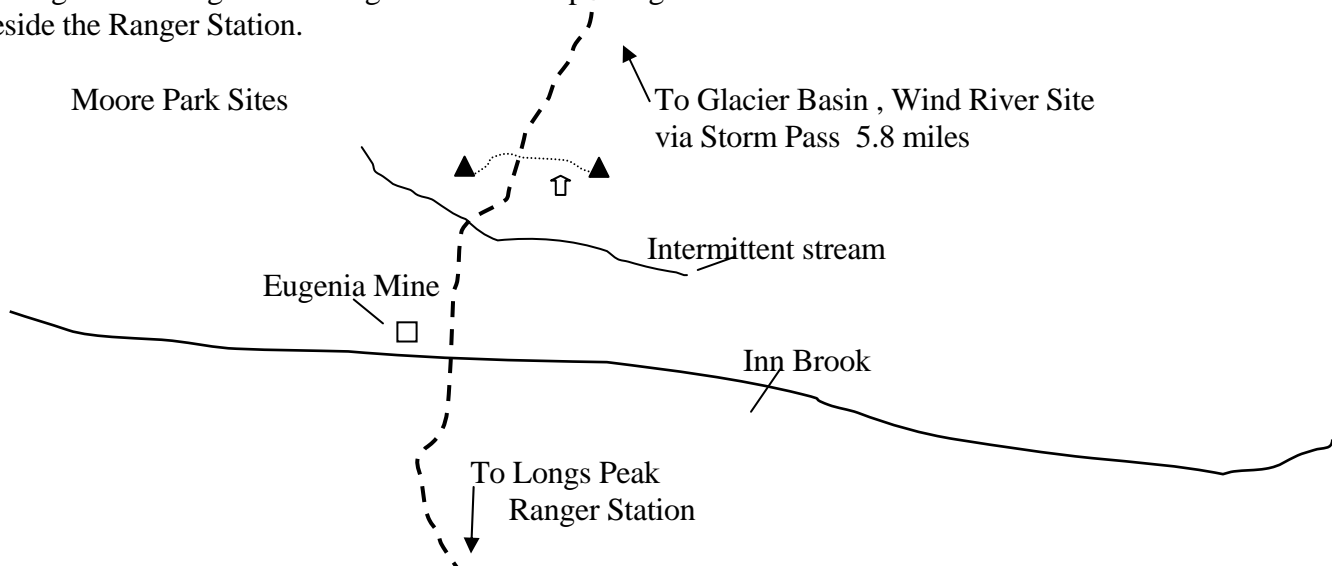 eside the Ranger Station.
Moore Park Sites
To Glacier Basin , Wind River Site
via Storm Pass 5.8 miles
Intermittent stream
Eugenia Mine
Inn Brook
To Longs Peak
Ranger Station